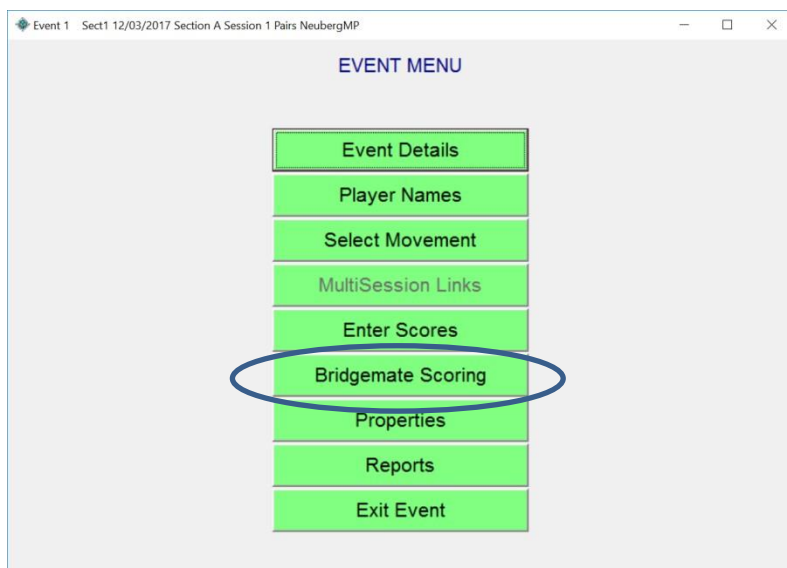 Event 1 Sect1 12/03/2017 Section A Session 1 Pairs NeubergMP
EVENT MENU
Event Details
Player Names
Select Movement
MultiSession Links
Enter Scores
Bridgemate Scoring
Properties
Reports
Exit Event